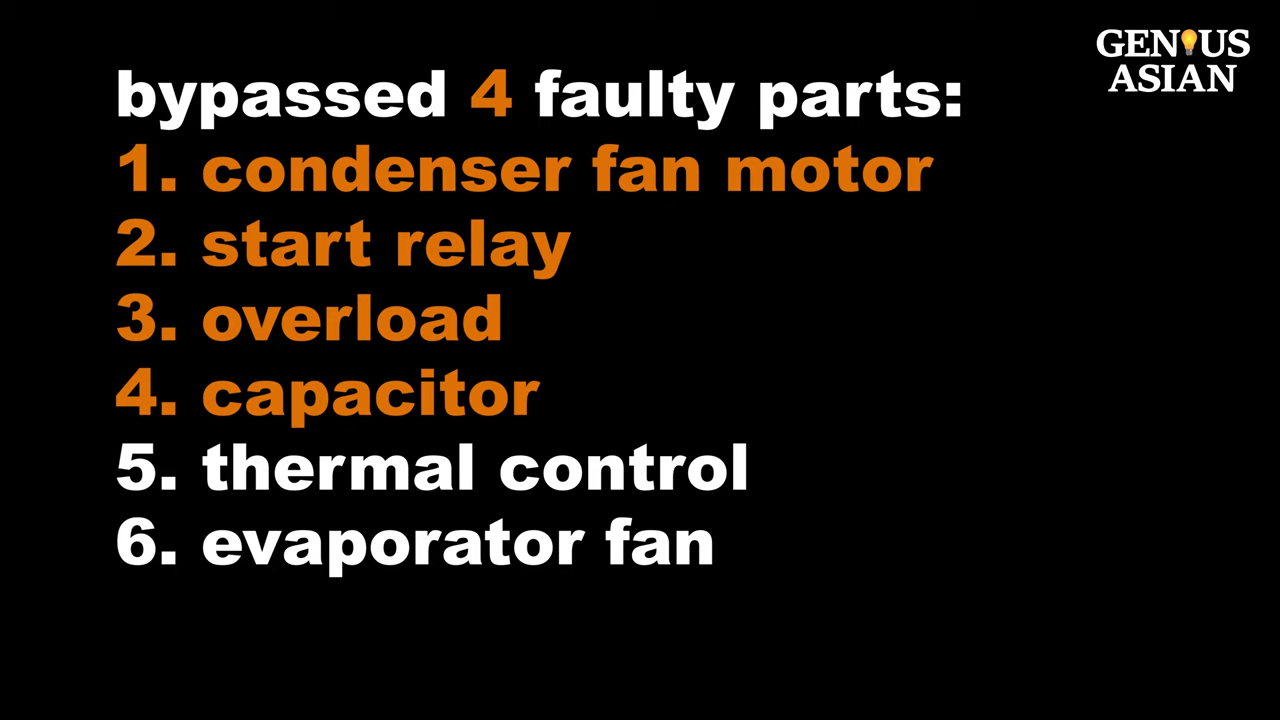 GENIUS
ASIAN
bypassed 4 faulty parts:
1. condenser fan motor
2. start relay
3. overload
4. capacitor
5. thermal control
6. evaporator fan